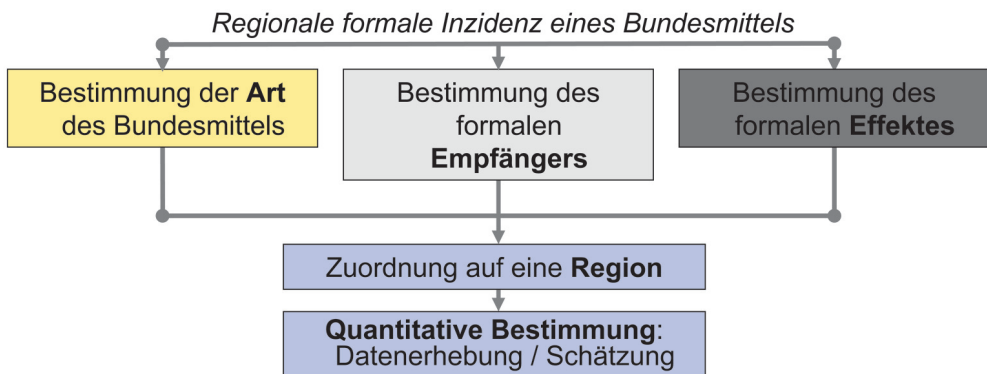 Regionale formale Inzidenz eines Bundesmittels
Bestimmung der Art
des Bundesmittels
Bestimmung des
formalen
Empfängers
Bestimmung des
formalen Effektes
Zuordnung auf eine Region
Quantitative Bestimmung:
Datenerhebung / Schätzung